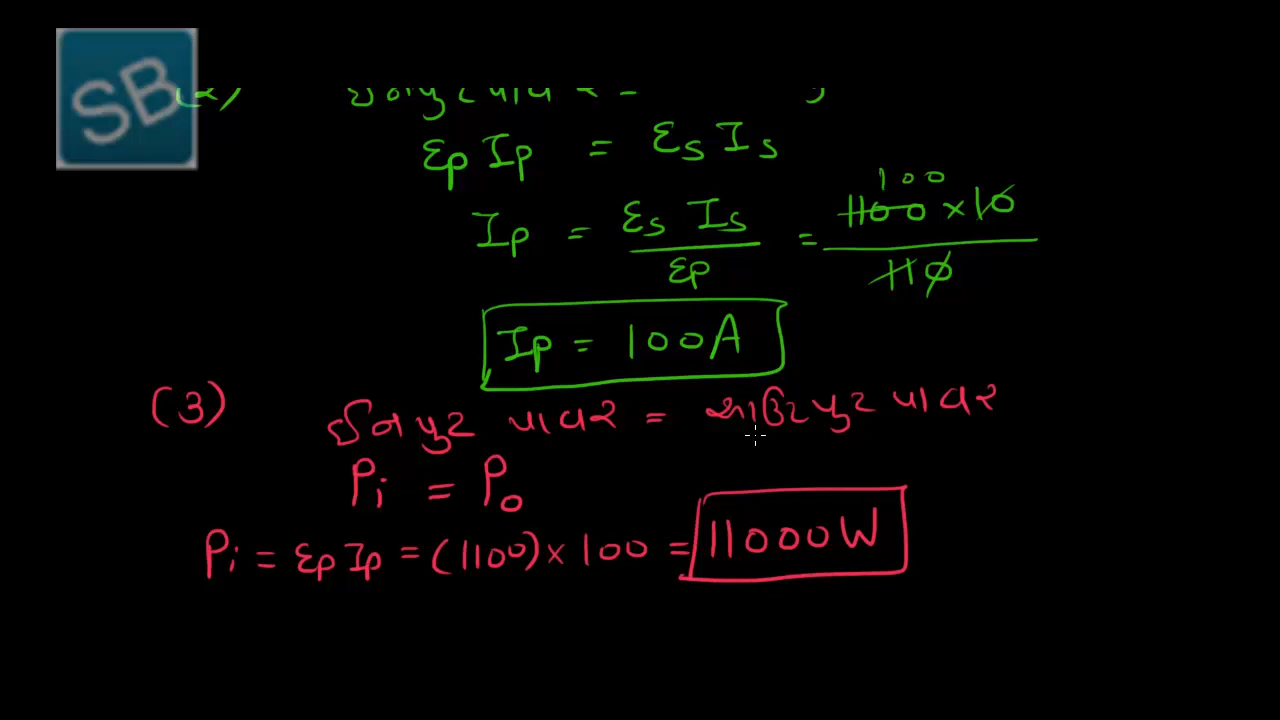 SB
(2)
εp Ip = εs Is
Ip = εs Is / εp = 1100 × 10 / 110 100
Ip = 100A
(3) ઈનપુટ પાવર = આઉટપુટ પાવર
Pi = Po
Pi = εp Ip = (1100) × 100 = 11000W